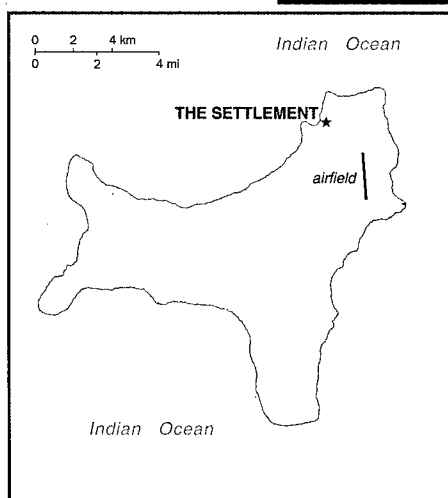 Indian Ocean
0 2 4 km
0 2 4 mi
THE SETTLEMENT
airfield
Indian Ocean